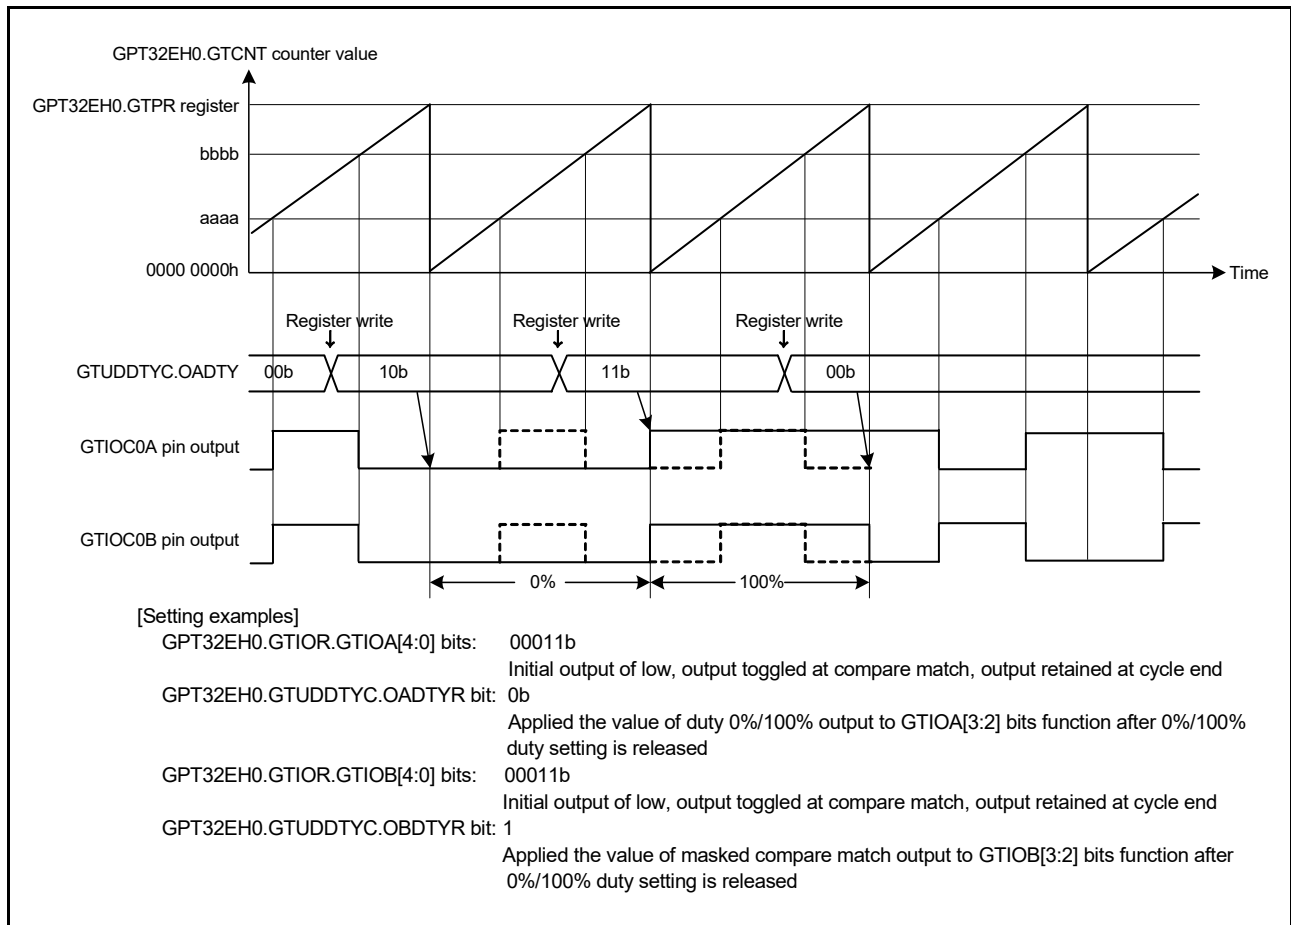 GPT32EH0.GTCNT counter value
GPT32EH0.GTPR register
bbbb
aaaa
0000 0000h
Time
Register write Register write Register write
GTUDDTYC.OADTY 00b 10b 11b 00b
GTIOC0A pin output
GTIOC0B pin output
0% 100%
[Setting examples]
GPT32EH0.GTIOR.GTIOA[4:0] bits: 00011b
Initial output of low, output toggled at compare match, output retained at cycle end
GPT32EH0.GTUDDTYC.OADTYR bit: 0b
Applied the value of duty 0%/100% output to GTIOA[3:2] bits function after 0%/100%
duty setting is released
GPT32EH0.GTIOR.GTIOB[4:0] bits: 00011b
Initial output of low, output toggled at compare match, output retained at cycle end
GPT32EH0.GTUDDTYC.OBDTYR bit: 1
Applied the value of masked compare match output to GTIOB[3:2] bits function after
0%/100% duty setting is released